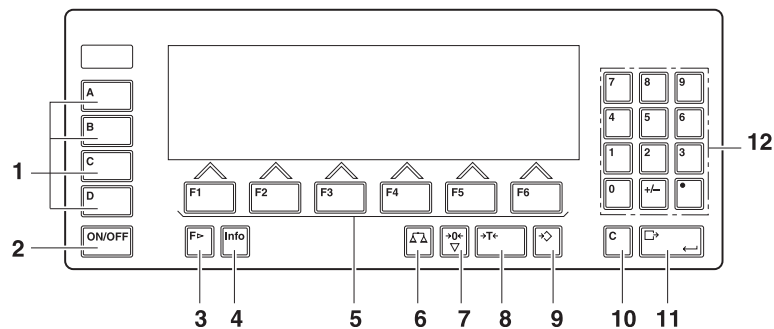 7 8 9
A
4 5 6
B
12
1 2 3
1 C
F1 F2 F3 F4 F5 F6
D
0 +/− •
2 ON/OFF
F▻ Info
→0←
▽
→T←
→◇
C
→
↵
3 4 5 6 7 8 9 10 11